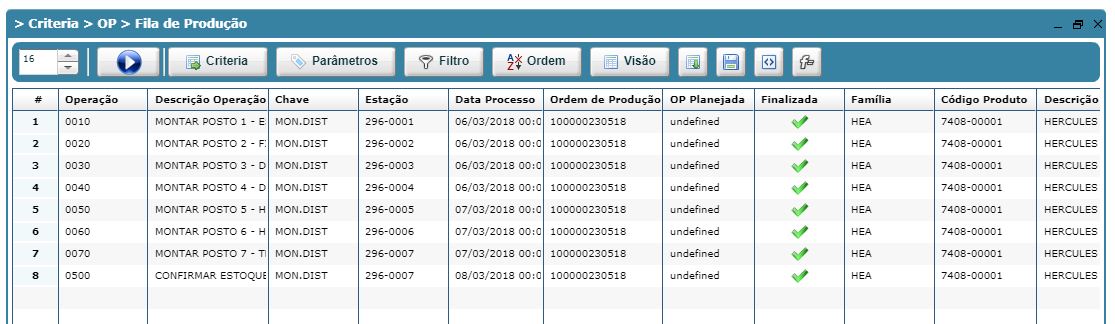 > Criteria > OP > Fila de Produção
16 Criteria Parâmetros Filtro Ordem Visão
# Operação Descrição Operação Chave Estação Data Processo Ordem de Produção OP Planejada Finalizada Família Código Produto Descrição
1 0010 MONTAR POSTO 1 - E MON.DIST 296-0001 06/03/2018 00:0 100000230518 undefined HEA 7408-00001 HERCULES
2 0020 MONTAR POSTO 2 - F MON.DIST 296-0002 06/03/2018 00:0 100000230518 undefined HEA 7408-00001 HERCULES
3 0030 MONTAR POSTO 3 - D MON.DIST 296-0003 06/03/2018 00:0 100000230518 undefined HEA 7408-00001 HERCULES
4 0040 MONTAR POSTO 4 - D MON.DIST 296-0004 06/03/2018 00:0 100000230518 undefined HEA 7408-00001 HERCULES
5 0050 MONTAR POSTO 5 - H MON.DIST 296-0005 07/03/2018 00:0 100000230518 undefined HEA 7408-00001 HERCULES
6 0060 MONTAR POSTO 6 - H MON.DIST 296-0006 07/03/2018 00:0 100000230518 undefined HEA 7408-00001 HERCULES
7 0070 MONTAR POSTO 7 - T MON.DIST 296-0007 07/03/2018 00:0 100000230518 undefined HEA 7408-00001 HERCULES
8 0500 CONFIRMAR ESTOQUE MON.DIST 296-0007 08/03/2018 00:0 100000230518 undefined HEA 7408-00001 HERCULES